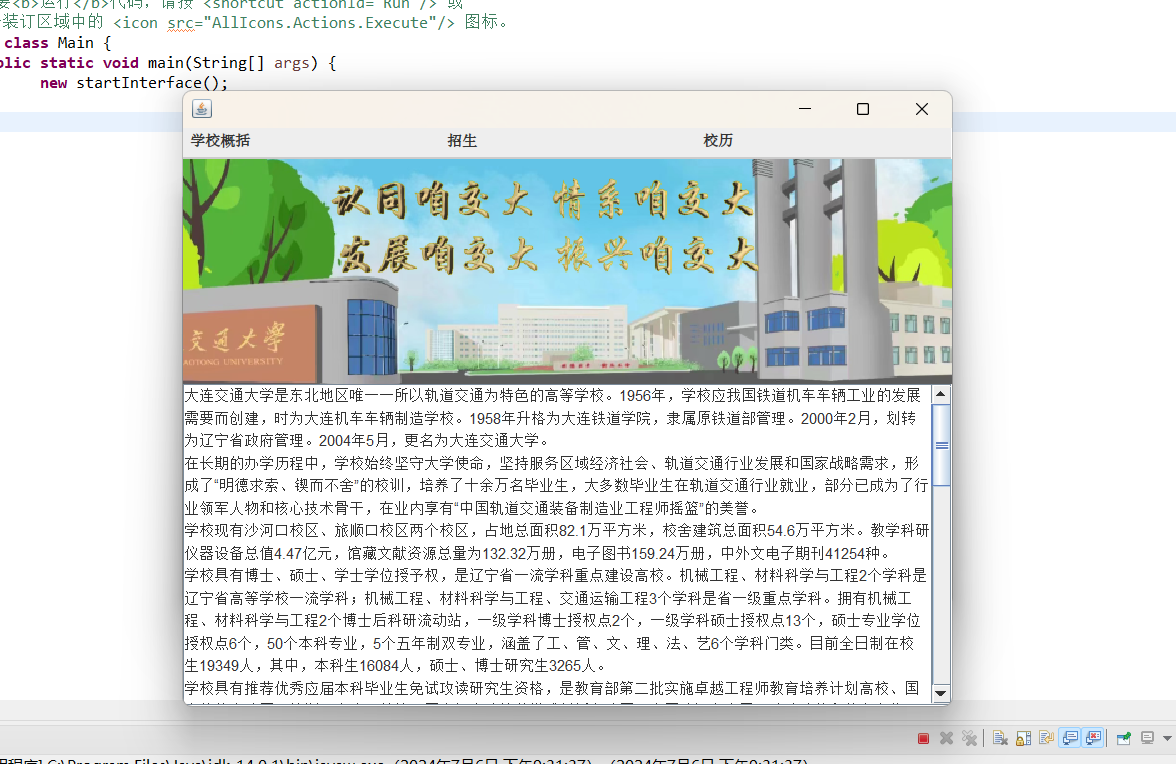 要<b>运行</b>代码，请按 <shortcut actionId="Run"/> 或
装订区域中的 <icon src="AllIcons.Actions.Execute"/> 图标。
class Main {
blic static void main(String[] args) {
new startInterface();
学校概括 招生 校历
认同咱交大 情系咱交大
发展咱交大 振兴咱交大
交通大学
AOTONG UNIVERSITY
大连交通大学是东北地区唯一一所以轨道交通为特色的高等学校。1956年，学校应我国铁道机车车辆工业的发展
需要而创建，时为大连机车车辆制造学校。1958年升格为大连铁道学院，隶属原铁道部管理。2000年2月，划转
为辽宁省政府管理。2004年5月，更名为大连交通大学。
在长期的办学历程中，学校始终坚守大学使命，坚持服务区域经济社会、轨道交通行业发展和国家战略需求，形
成了“明德求索、锲而不舍”的校训，培养了十余万名毕业生，大多数毕业生在轨道交通行业就业，部分已成为了行
业领军人物和核心技术骨干，在业内享有“中国轨道交通装备制造业工程师摇篮”的美誉。
学校现有沙河口校区、旅顺口校区两个校区，占地总面积82.1万平方米，校舍建筑总面积54.6万平方米。教学科研
仪器设备总值4.47亿元，馆藏文献资源总量为132.32万册，电子图书159.24万册，中外文电子期刊41254种。
学校具有博士、硕士、学士学位授予权，是辽宁省一流学科重点建设高校。机械工程、材料科学与工程2个学科是
辽宁省高等学校一流学科；机械工程、材料科学与工程、交通运输工程3个学科是省一级重点学科。拥有机械工
程、材料科学与工程2个博士后科研流动站，一级学科博士授权点2个，一级学科硕士授权点13个，硕士专业学位
授权点6个，50个本科专业，5个五年制双专业，涵盖了工、管、文、理、法、艺6个学科门类。目前全日制在校
生19349人，其中，本科生16084人，硕士、博士研究生3265人。
学校具有推荐优秀应届本科毕业生免试攻读研究生资格，是教育部第二批实施卓越工程师教育培养计划高校、国
程序] C:\Program Files\Java\jdk-14.0.1\bin\javaw.exe（2024年7月6日 下午9:21:27）（2024年7月6日 下午9:21:27）